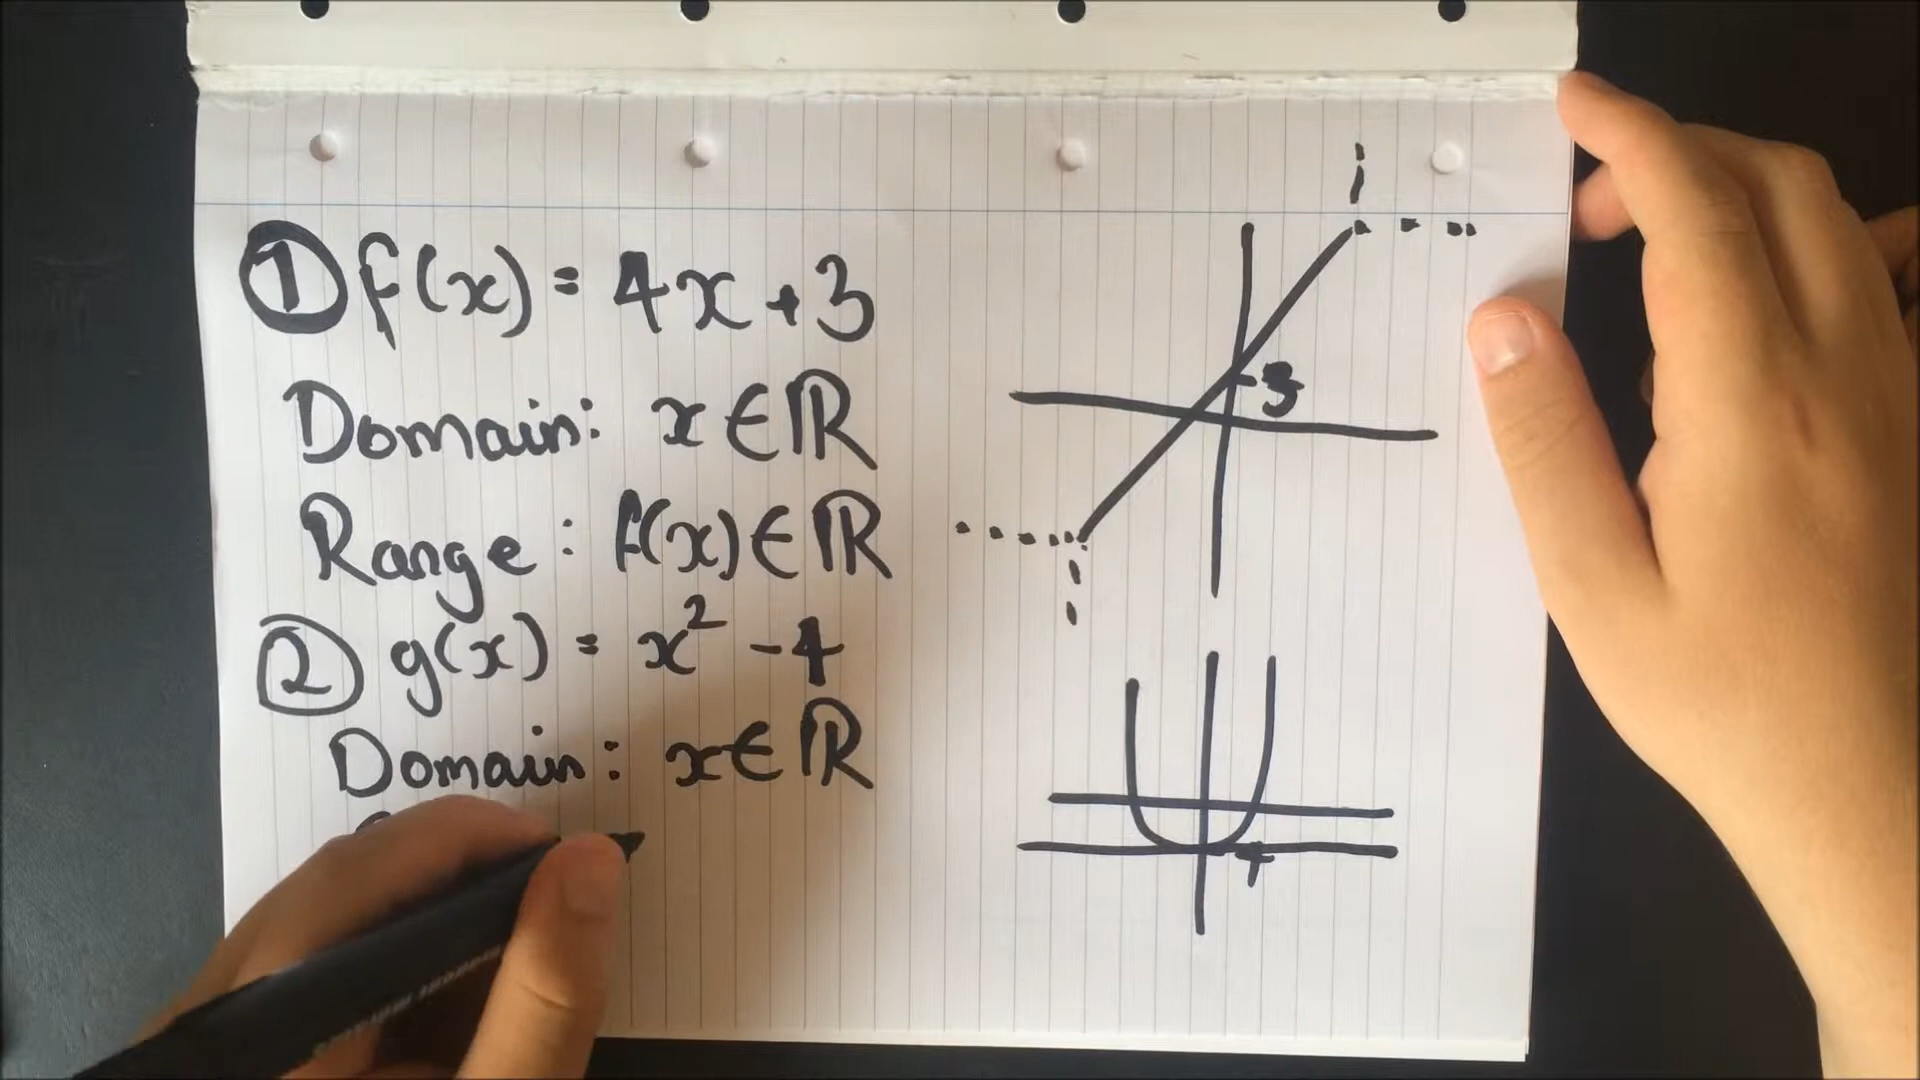 ① f(x) = 4x + 3
Domain: x ∈ ℝ
Range: f(x) ∈ ℝ
② g(x) = x² - 4
Domain: x ∈ ℝ
3
-4